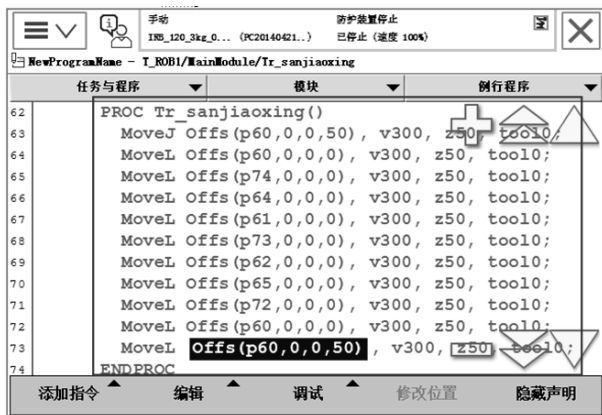 手动
防护装置停止
IRB_120_3kg_0... (PC20140421..)
已停止 (速度 100%)
NewProgramName - T_ROB1/MainModule/Tr_sanjiaoxing
任务与程序
模块
例行程序
62 PROC Tr_sanjiaoxing()
63 MoveJ Offs(p60,0,0,50), v300, z50, tool0;
64 MoveL Offs(p60,0,0,0), v300, z50, tool0;
65 MoveL Offs(p74,0,0,0), v300, z50, tool0;
66 MoveL Offs(p64,0,0,0), v300, z50, tool0;
67 MoveL Offs(p61,0,0,0), v300, z50, tool0;
68 MoveL Offs(p73,0,0,0), v300, z50, tool0;
69 MoveL Offs(p62,0,0,0), v300, z50, tool0;
70 MoveL Offs(p65,0,0,0), v300, z50, tool0;
71 MoveL Offs(p72,0,0,0), v300, z50, tool0;
72 MoveL Offs(p60,0,0,0), v300, z50, tool0;
73 MoveL Offs(p60,0,0,50), v300, z50, tool0;
74 ENDPROC
添加指令
编辑
调试
修改位置
隐藏声明